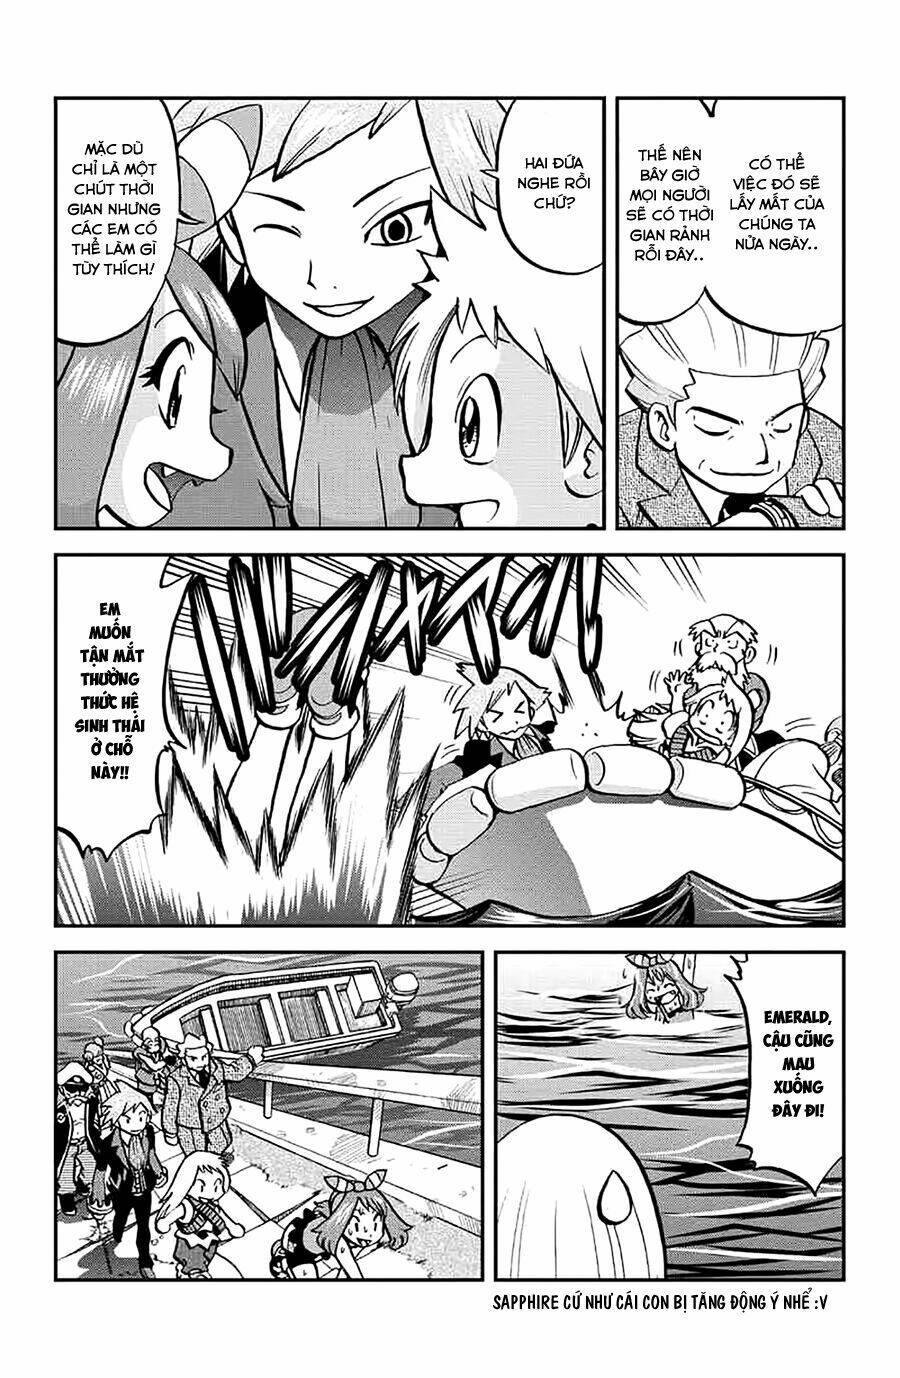 CÓ THỂ
VIỆC ĐÓ SẼ
LẤY MẤT CỦA
CHÚNG TA
NỬA NGÀY..
THẾ NÊN
BÂY GIỜ
MỌI NGƯỜI
SẼ CÓ THỜI
GIAN RẢNH
RỒI ĐÂY..
HAI ĐỨA
NGHE RỒI
CHỨ?
MẶC DÙ
CHỈ LÀ MỘT
CHÚT THỜI
GIAN NHƯNG
CÁC EM CÓ
THỂ LÀM GÌ
TÙY THÍCH!
EM
MUỐN
TẬN MẮT
THƯỞNG
THỨC HỆ
SINH THÁI
Ở CHỖ
NÀY!!
EMERALD,
CẬU CŨNG
MAU
XUỐNG
ĐÂY ĐI!
SAPPHIRE CỨ NHƯ CÁI CON BỊ TĂNG ĐỘNG Ý NHỂ :V